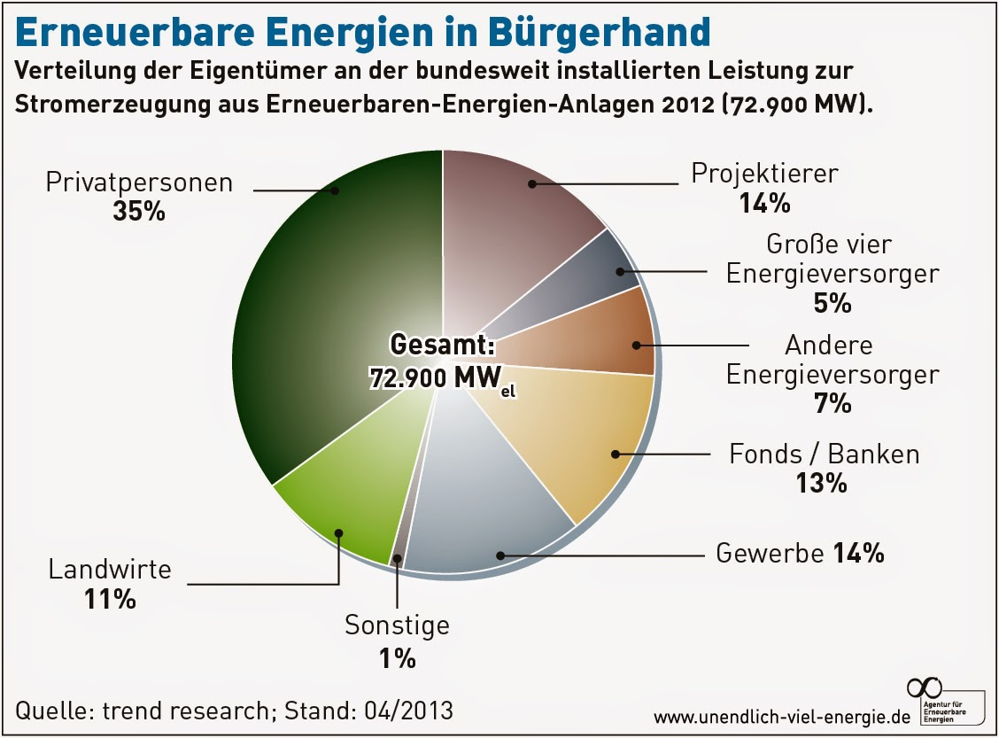 Erneuerbare Energien in Bürgerhand
Verteilung der Eigentümer an der bundesweit installierten Leistung zur
Stromerzeugung aus Erneuerbaren-Energien-Anlagen 2012 (72.900 MW).
Privatpersonen
35%
Projektierer
14%
Große vier
Energieversorger
5%
Andere
Energieversorger
7%
Gesamt:
72.900 MWel
Fonds / Banken
13%
Gewerbe 14%
Landwirte
11%
Sonstige
1%
Quelle: trend research; Stand: 04/2013
www.unendlich-viel-energie.de
Agentur für
Erneuerbare
Energien